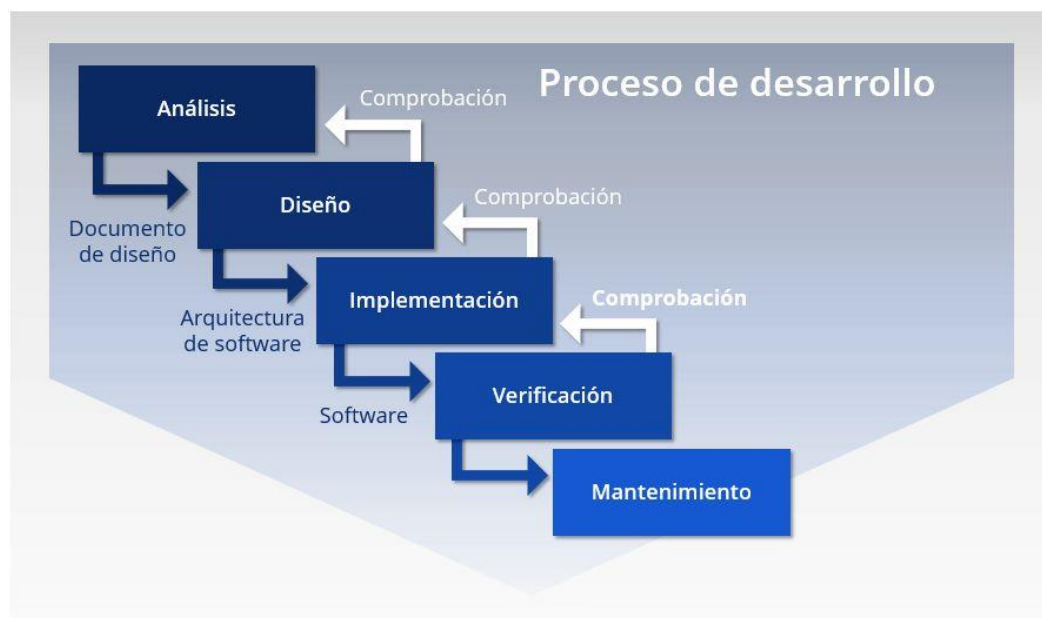 Proceso de desarrollo
Análisis
Comprobación
Documento
de diseño
Diseño
Comprobación
Arquitectura
de software
Implementación
Comprobación
Software
Verificación
Mantenimiento